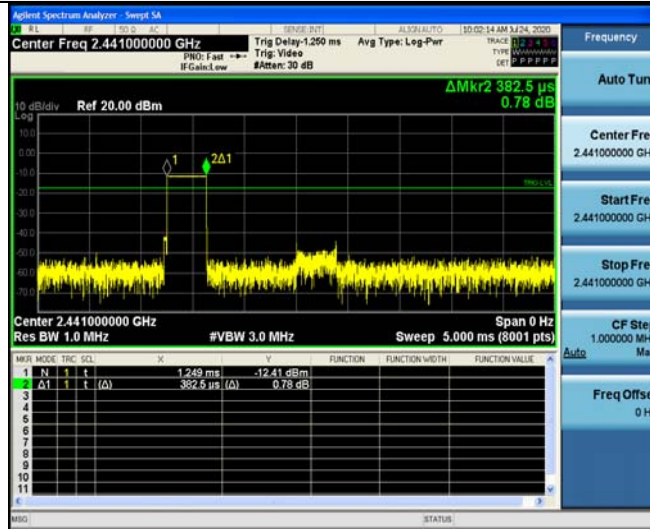 Agilent Spectrum Analyzer - Swept SA
RL RF 50 Ω AC SENSE:INT ALIGN AUTO 10:02:14 AM Jul 24, 2020
Center Freq 2.441000000 GHz Trig Delay-1.250 ms Avg Type: Log-Pwr TRACE 1 2 3 4 5 6
PNO: Fast Trig: Video TYPE
IFGain:Low #Atten: 30 dB DET P P P P P P
ΔMkr2 382.5 µs
0.78 dB
10 dB/div Ref 20.00 dBm
Log
10.0
0.00
-10.0
-20.0
-30.0
-40.0
-50.0
-60.0
-70.0
1 2Δ1
TRIG LVL
Center 2.441000000 GHz Span 0 Hz
Res BW 1.0 MHz #VBW 3.0 MHz Sweep 5.000 ms (8001 pts)
MKR MODE TRC SCL X Y FUNCTION FUNCTION WIDTH FUNCTION VALUE
1 N 1 t 1.249 ms -12.41 dBm
2 Δ1 1 t (Δ) 382.5 µs (Δ) 0.78 dB
3
4
5
6
7
8
9
10
11
MSG STATUS
Frequency
Auto Tun
Center Fre
2.441000000 GH
Start Fre
2.441000000 GH
Stop Fre
2.441000000 GH
CF Ste
1.000000 MH
Auto Ma
Freq Offse
0 H